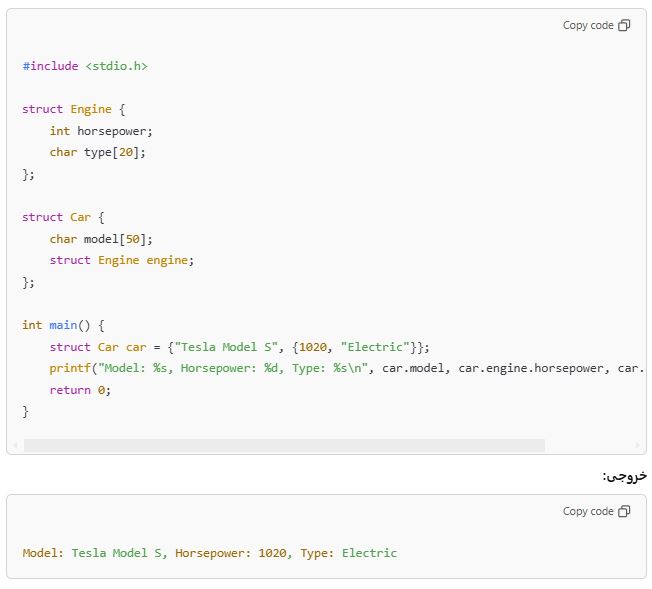 Copy code
#include <stdio.h>
struct Engine {
    int horsepower;
    char type[20];
};
struct Car {
    char model[50];
    struct Engine engine;
};
int main() {
    struct Car car = {"Tesla Model S", {1020, "Electric"}};
    printf("Model: %s, Horsepower: %d, Type: %s\n", car.model, car.engine.horsepower, car.
    return 0;
}
خروجی:
Copy code
Model: Tesla Model S, Horsepower: 1020, Type: Electric